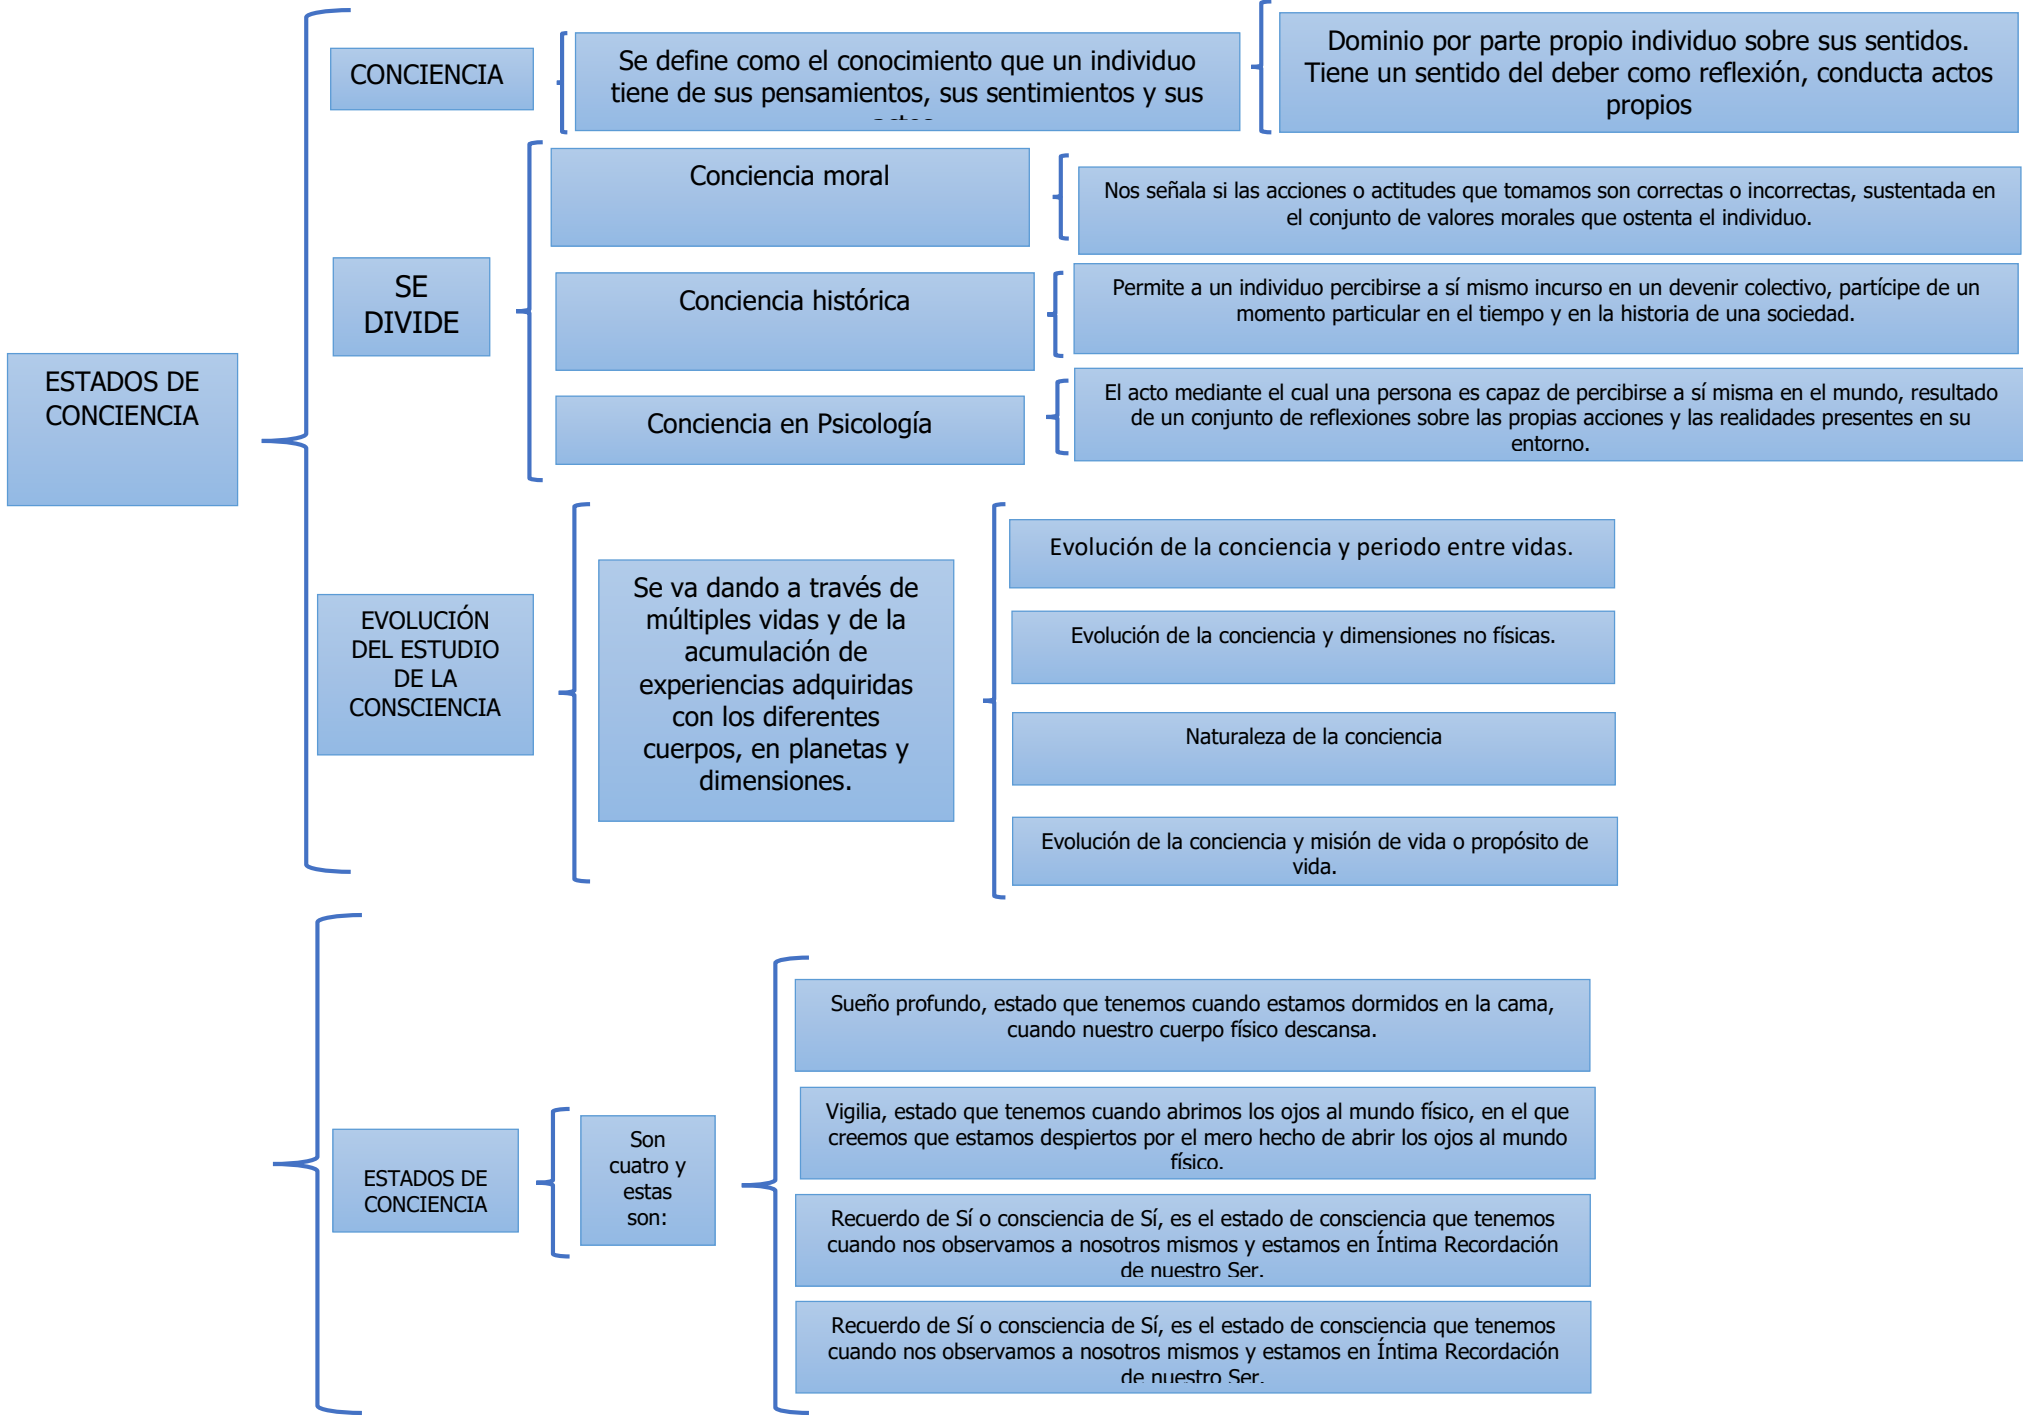 ESTADOS DE
CONCIENCIA
CONCIENCIA
Se define como el conocimiento que un individuo
tiene de sus pensamientos, sus sentimientos y sus
Dominio por parte propio individuo sobre sus sentidos.
Tiene un sentido del deber como reflexión, conducta actos
propios
SE
DIVIDE
Conciencia moral
Nos señala si las acciones o actitudes que tomamos son correctas o incorrectas, sustentada en
el conjunto de valores morales que ostenta el individuo.
Conciencia histórica
Permite a un individuo percibirse a sí mismo incurso en un devenir colectivo, partícipe de un
momento particular en el tiempo y en la historia de una sociedad.
Conciencia en Psicología
El acto mediante el cual una persona es capaz de percibirse a sí misma en el mundo, resultado
de un conjunto de reflexiones sobre las propias acciones y las realidades presentes en su
entorno.
EVOLUCIÓN
DEL ESTUDIO
DE LA
CONSCIENCIA
Se va dando a través de
múltiples vidas y de la
acumulación de
experiencias adquiridas
con los diferentes
cuerpos, en planetas y
dimensiones.
Evolución de la conciencia y periodo entre vidas.
Evolución de la conciencia y dimensiones no físicas.
Naturaleza de la conciencia
Evolución de la conciencia y misión de vida o propósito de
vida.
ESTADOS DE
CONCIENCIA
Son
cuatro y
estas
son:
Sueño profundo, estado que tenemos cuando estamos dormidos en la cama,
cuando nuestro cuerpo físico descansa.
Vigilia, estado que tenemos cuando abrimos los ojos al mundo físico, en el que
creemos que estamos despiertos por el mero hecho de abrir los ojos al mundo
físico.
Recuerdo de Sí o consciencia de Sí, es el estado de consciencia que tenemos
cuando nos observamos a nosotros mismos y estamos en Íntima Recordación
de nuestro Ser.
Recuerdo de Sí o consciencia de Sí, es el estado de consciencia que tenemos
cuando nos observamos a nosotros mismos y estamos en Íntima Recordación
de nuestro Ser.